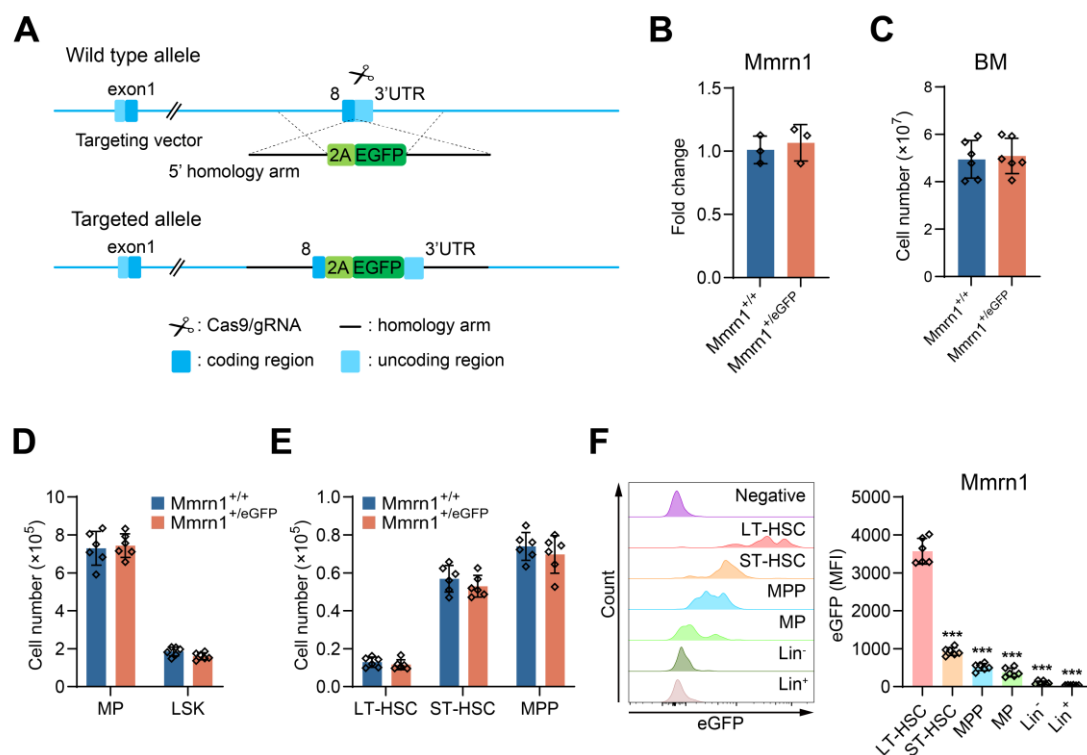 A
Wild type allele
exon1
8
3'UTR
Targeting vector
2A EGFP
5' homology arm
Targeted allele
exon1
8
3'UTR
2A EGFP
: Cas9/gRNA
: homology arm
: coding region
: uncoding region
B
Mmrn1
Fold change
1.5
1.0
0.5
0.0
Mmrn1+/+
Mmrn1+/eGFP
C
BM
Cell number (×10⁷)
8
6
4
2
0
Mmrn1+/+
Mmrn1+/eGFP
D
Cell number (×10⁵)
10
8
6
4
2
0
Mmrn1+/+
Mmrn1+/eGFP
MP
LSK
E
Cell number (×10⁵)
1.0
0.8
0.6
0.4
0.2
0.0
Mmrn1+/+
Mmrn1+/eGFP
LT-HSC
ST-HSC
MPP
F
Count
Negative
LT-HSC
ST-HSC
MPP
MP
Lin⁻
Lin⁺
eGFP
Mmrn1
eGFP (MFI)
5000
4000
3000
2000
1000
0
***
***
***
***
***
LT-HSC
ST-HSC
MPP
MP
Lin⁻
Lin⁺